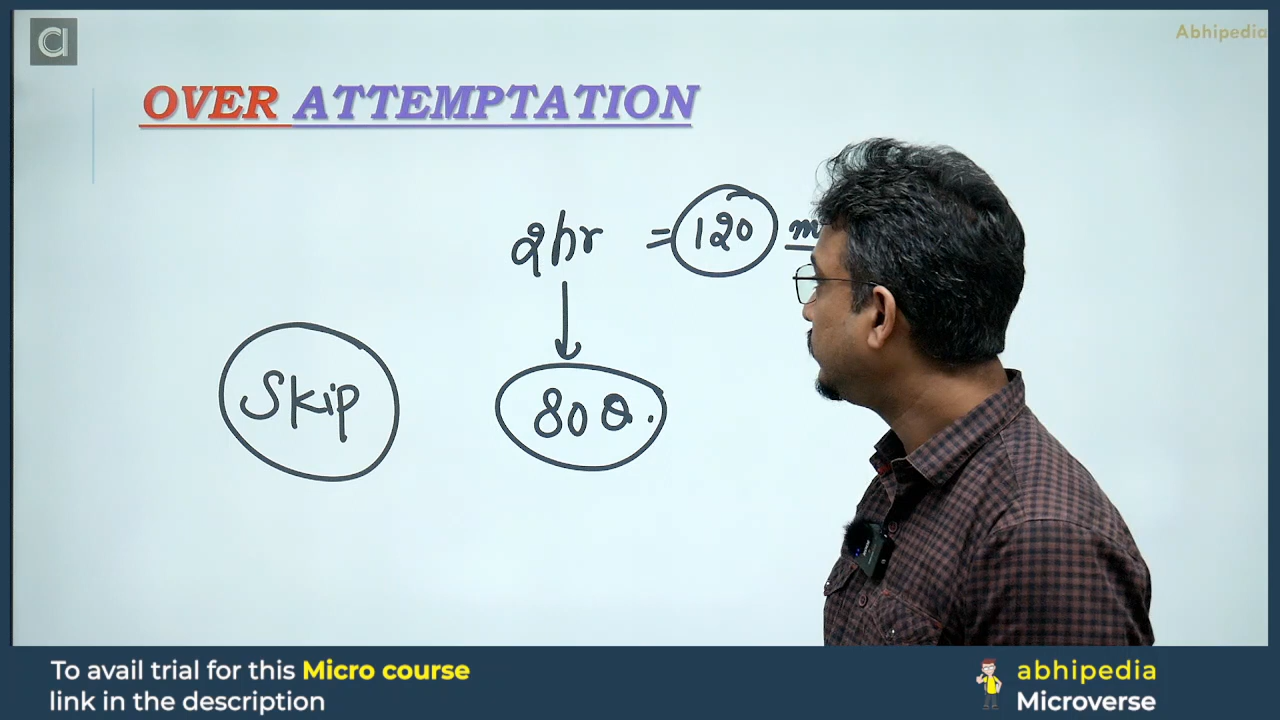 Abhipedia
OVER ATTEMPTATION
2hr = 120
Skip
80 Q.
To avail trial for this Micro course
link in the description
abhipedia
Microverse